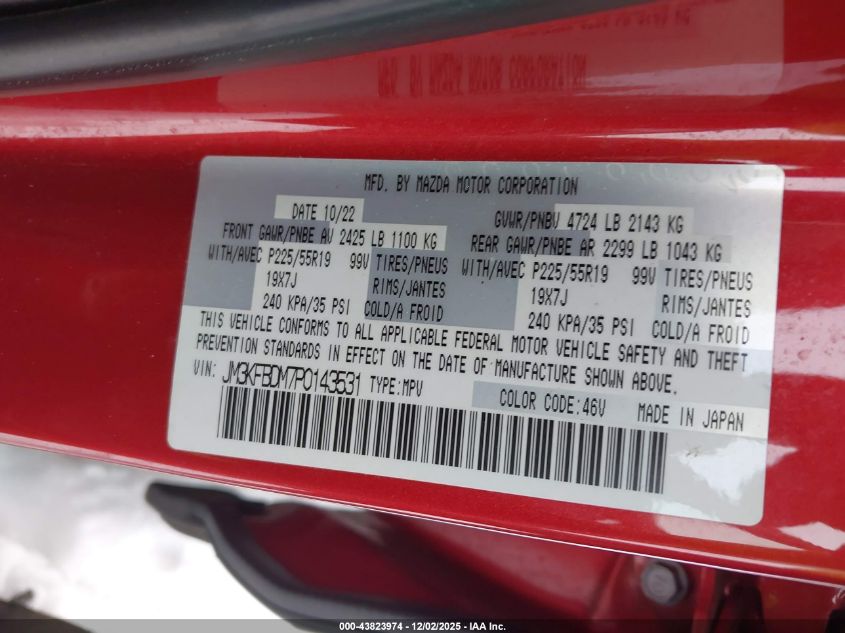 MFD. BY MAZDA MOTOR CORPORATION
DATE 10/22 GVWR/PNBV 4724 LB 2143 KG
FRONT GAWR/PNBE AV 2425 LB 1100 KG REAR GAWR/PNBE AR 2299 LB 1043 KG
WITH/AVEC P225/55R19 99V TIRES/PNEUS WITH/AVEC P225/55R19 99V TIRES/PNEUS
19X7J RIMS/JANTES 19X7J RIMS/JANTES
240 KPA/35 PSI COLD/A FROID 240 KPA/35 PSI COLD/A FROID
THIS VEHICLE CONFORMS TO ALL APPLICABLE FEDERAL MOTOR VEHICLE SAFETY AND THEFT
PREVENTION STANDARDS IN EFFECT ON THE DATE OF MANUFACTURE SHOWN ABOVE.
VIN: JM3KFBDM7P0143531 TYPE:MPV
COLOR CODE:46V MADE IN JAPAN
000-43823974 - 12/02/2025 - IAA Inc.